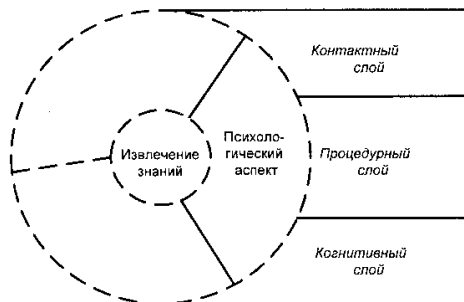 Контактный
слой
Извлечение
знаний
Психоло-
гический
аспект
Процедурный
слой
Когнитивный
слой